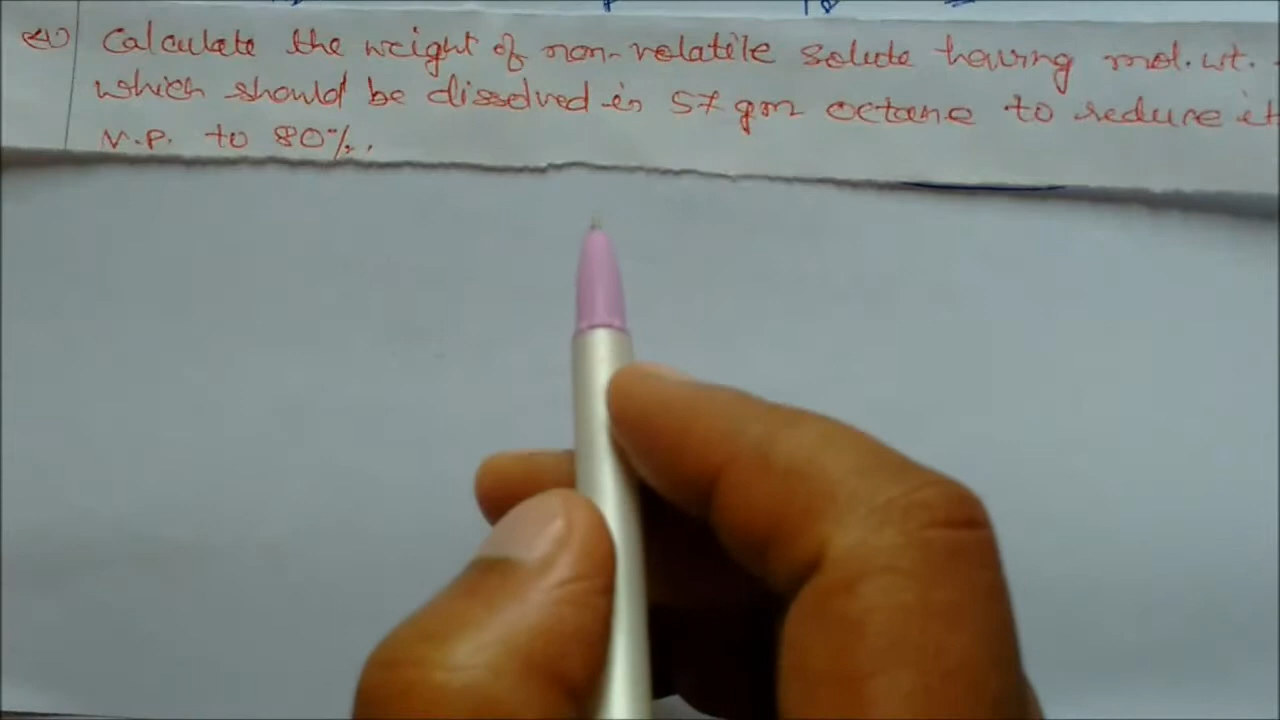 Calculate the weight of non-volatile solute having mol. wt.
which should be dissolved in 57 gm octane to reduce it
V.P. to 80%.